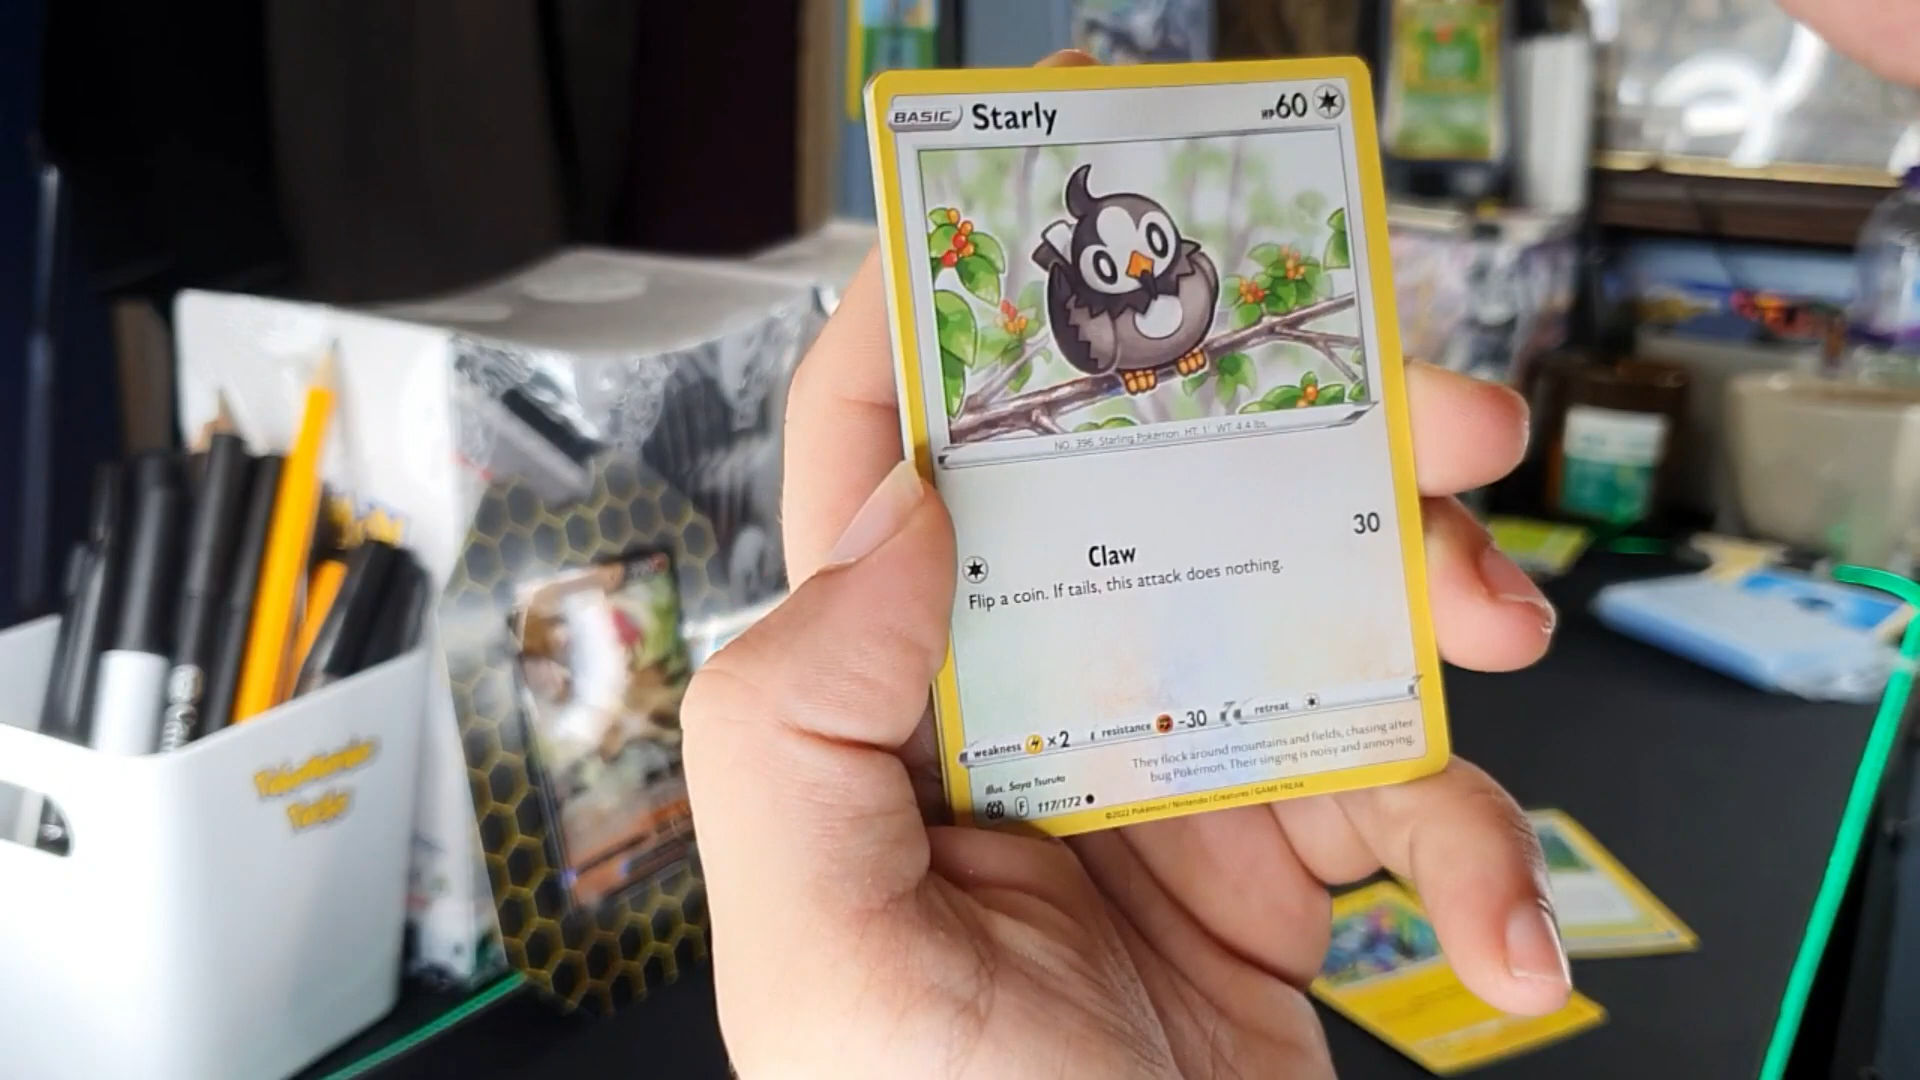 BASIC Starly HP 60
NO. 396 Starling Pokémon HT: 1' WT: 4.4 lbs.
Claw 30
Flip a coin. If tails, this attack does nothing.
weakness ×2 resistance -30 retreat
They flock around mountains and fields, chasing after
bug Pokémon. Their singing is noisy and annoying.
Illus. Saya Tsuruta
F 117/172
©2022 Pokémon / Nintendo / Creatures / GAME FREAK